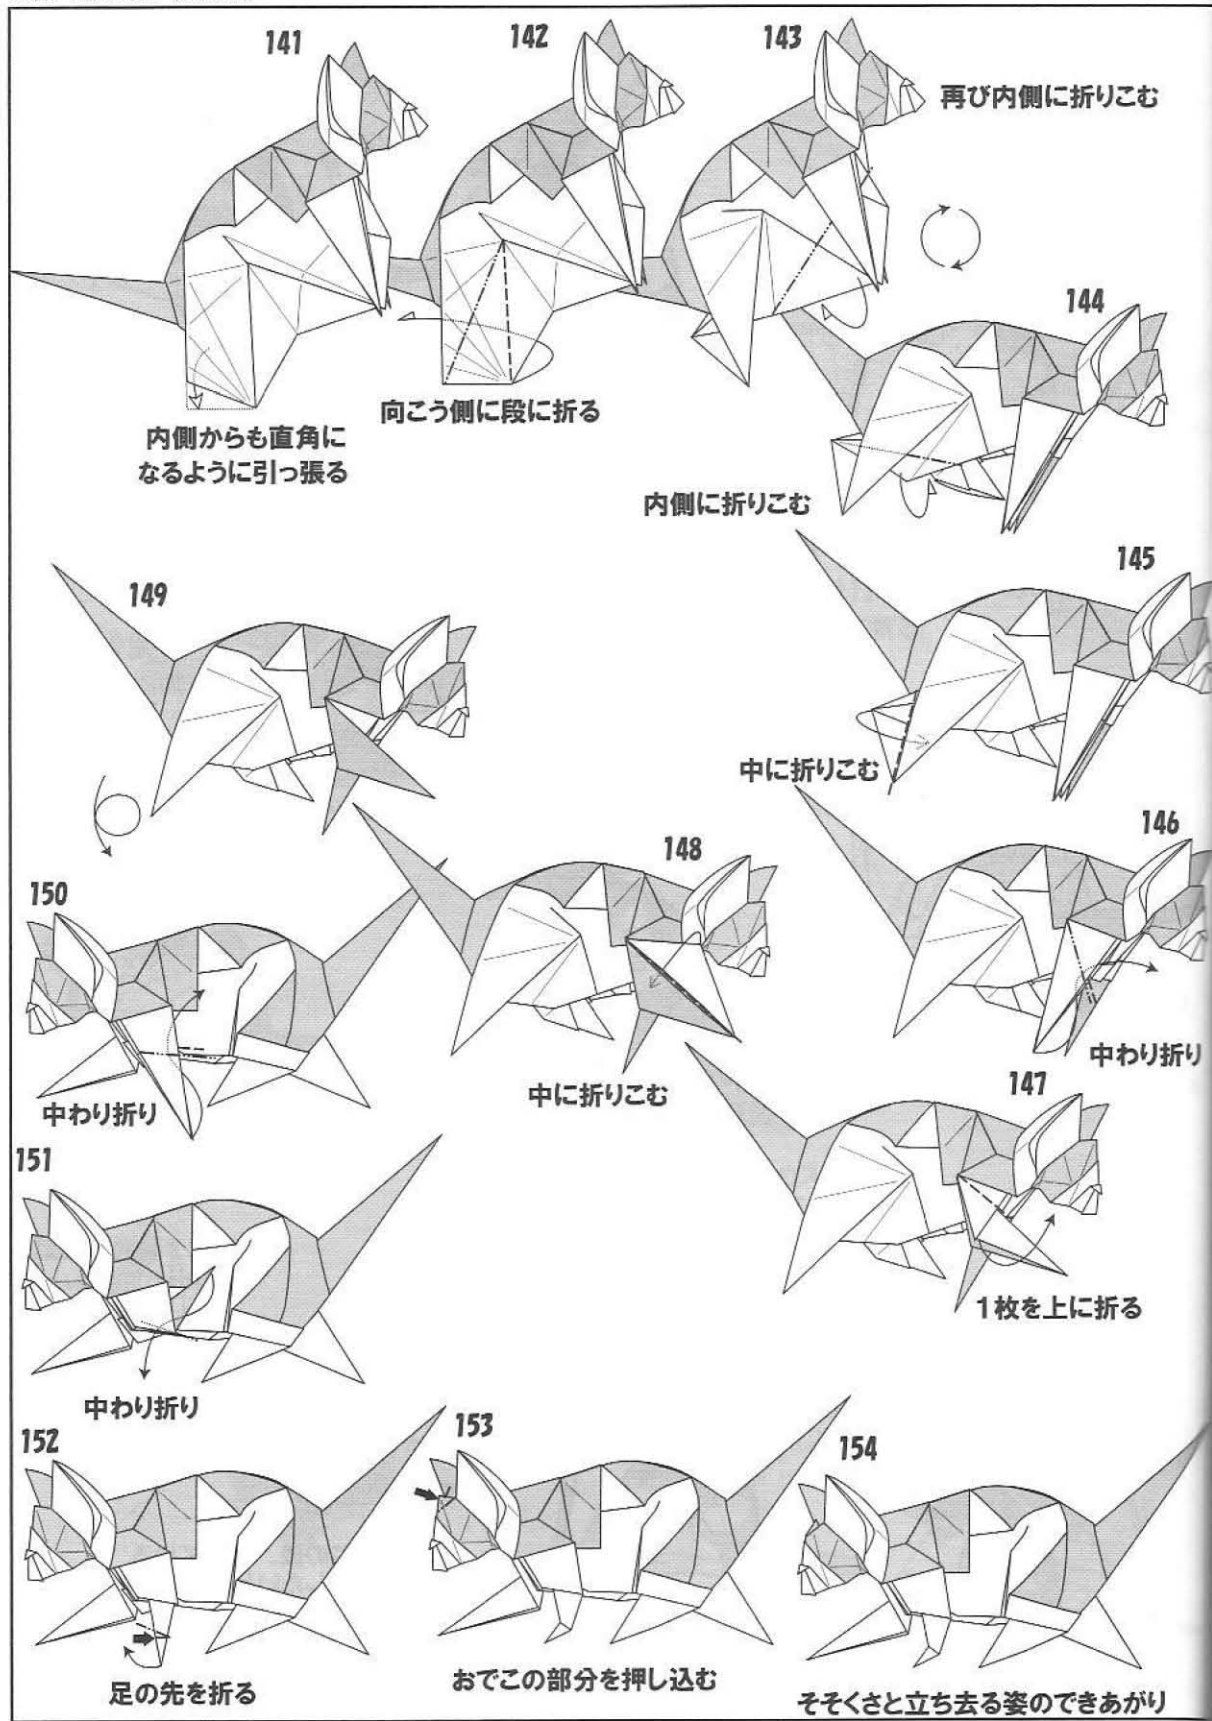 141
142
143
再び内側に折りこむ
内側からも直角に
なるように引っ張る
向こう側に段に折る
144
内側に折りこむ
145
中に折りこむ
146
中わり折り
147
1枚を上に折る
148
中に折りこむ
149
150
中わり折り
151
中わり折り
152
足の先を折る
153
おでこの部分を押し込む
154
そそくさと立ち去る姿のできあがり